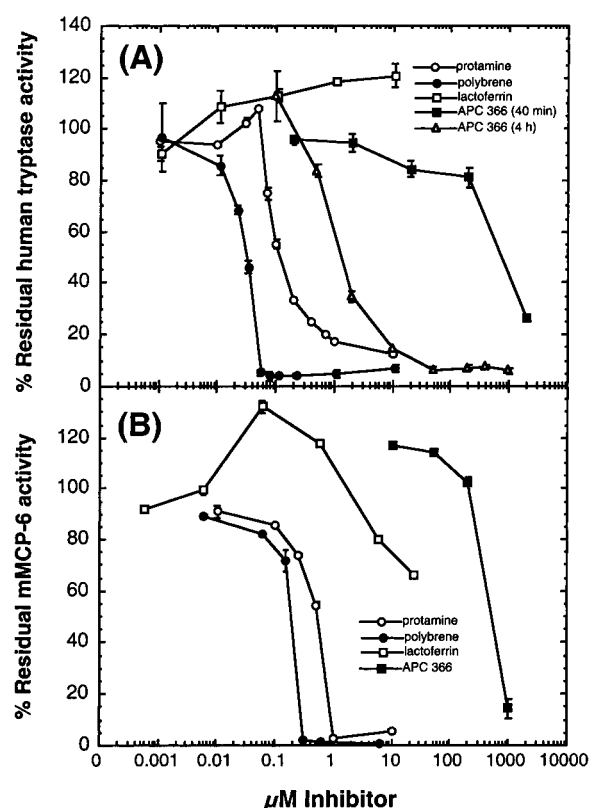 (A)
% Residual human tryptase activity
140
120
100
80
60
40
20
0
protamine
polybrene
lactoferrin
APC 366 (40 min)
APC 366 (4 h)
(B)
% Residual mMCP-6 activity
120
100
80
60
40
20
0
protamine
polybrene
lactoferrin
APC 366
0 0.001 0.01 0.1 1 10 100 1000 10000
µM Inhibitor